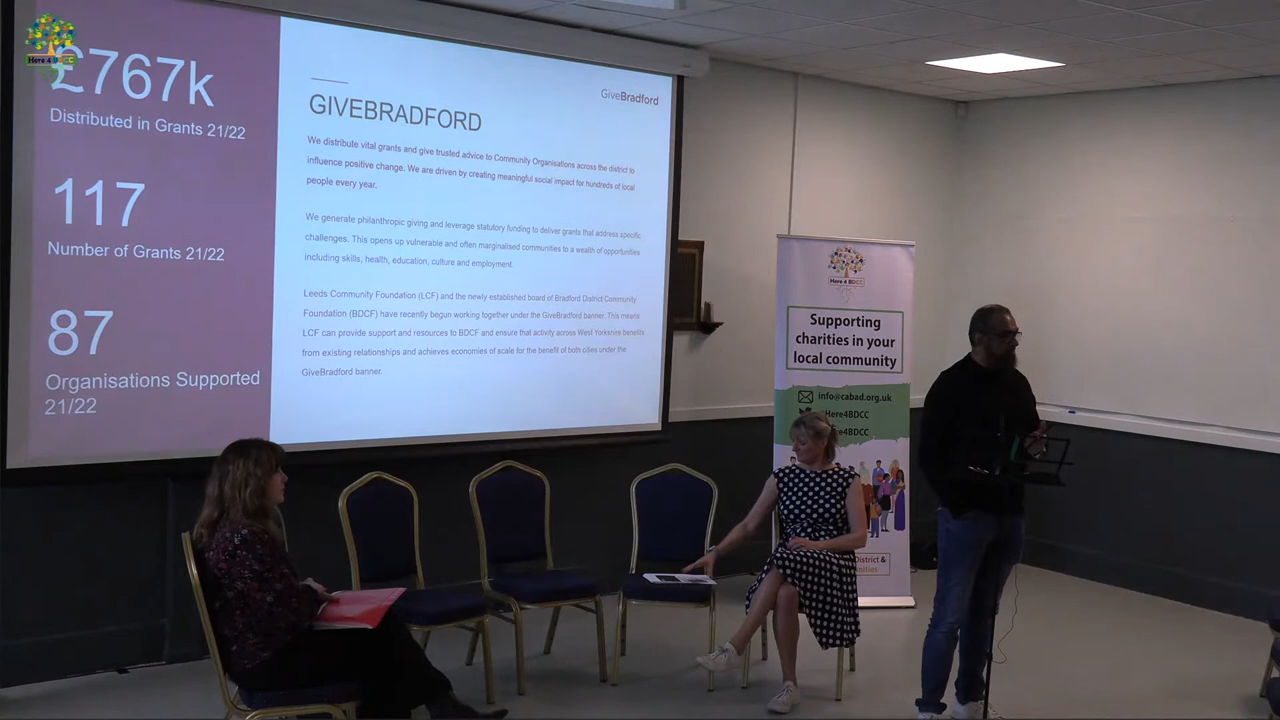 Here 4 BDCC
£767k
Distributed in Grants 21/22
117
Number of Grants 21/22
87
Organisations Supported
21/22
GiveBradford
GIVEBRADFORD
We distribute vital grants and give trusted advice to Community Organisations across the district to
influence positive change. We are driven by creating meaningful social impact for hundreds of local
people every year.
We generate philanthropic giving and leverage statutory funding to deliver grants that address specific
challenges. This opens up vulnerable and often marginalised communities to a wealth of opportunities
including skills, health, education, culture and employment.
Leeds Community Foundation (LCF) and the newly established board of Bradford District Community
Foundation (BDCF) have recently begun working together under the GiveBradford banner. This means
LCF can provide support and resources to BDCF and ensure that activity across West Yorkshire benefits
from existing relationships and achieves economies of scale for the benefit of both cities under the
GiveBradford banner.
Here 4 BDCC
Supporting
charities in your
local community
info@cabad.org.uk
@Here4BDCC
ere4BDCC
District &
nities